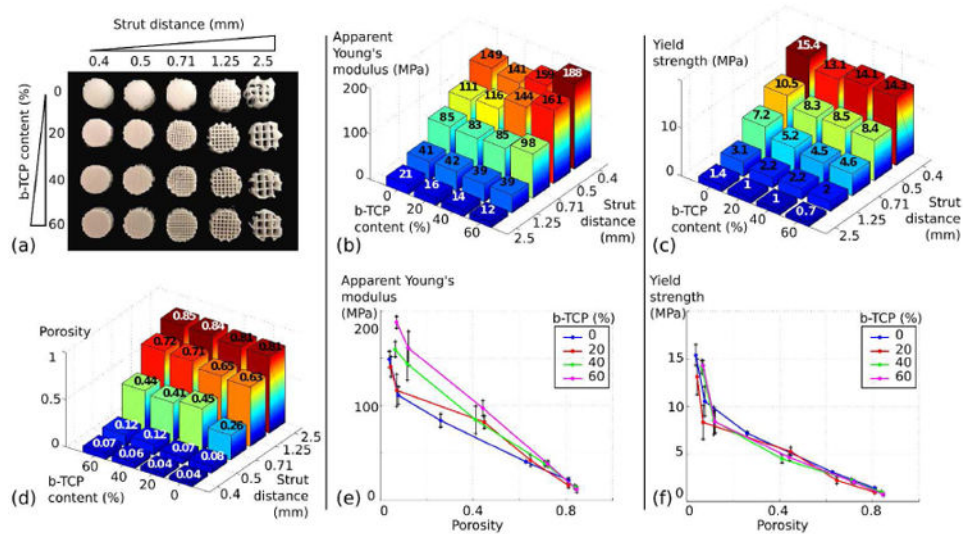 Strut distance (mm)
0.4 0.5 0.71 1.25 2.5
b-TCP content (%)
0
20
40
60
(a)
Apparent Young's
modulus (MPa)
200
100
0
149 141 159 188
111 116 144 161
85 83 85 98
41 42 39 39
21 16 14 12
b-TCP
content (%)
0
20
40
60
0.4
0.5
0.71
1.25
2.5
Strut
distance
(mm)
(b)
Yield
strength (MPa)
10
0
15.4 13.1 14.1 14.3
10.5 8.3 8.5 8.4
7.2 5.2 4.5 4.6
3.1 2.2 2.2 2
1.4 1 1 0.7
b-TCP
content (%)
0
20
40
60
0.4
0.5
0.71
1.25
2.5
Strut
distance
(mm)
(c)
Porosity
1
0.5
0
0.85 0.84 0.81 0.81
0.72 0.71 0.65 0.63
0.44 0.41 0.45 0.26
0.12 0.12 0.07 0.08
0.07 0.06 0.04 0.04
b-TCP
content (%)
60
40
20
0
2.5
1.25
0.71
0.5
0.4
Strut
distance
(mm)
(d)
Apparent Young's
modulus
(MPa)
200
100
0
b-TCP (%)
0
20
40
60
0 0.4 0.8
Porosity
(e)
Yield
strength
(MPa)
15
10
5
0
b-TCP (%)
0
20
40
60
0 0.4 0.8
Porosity
(f)